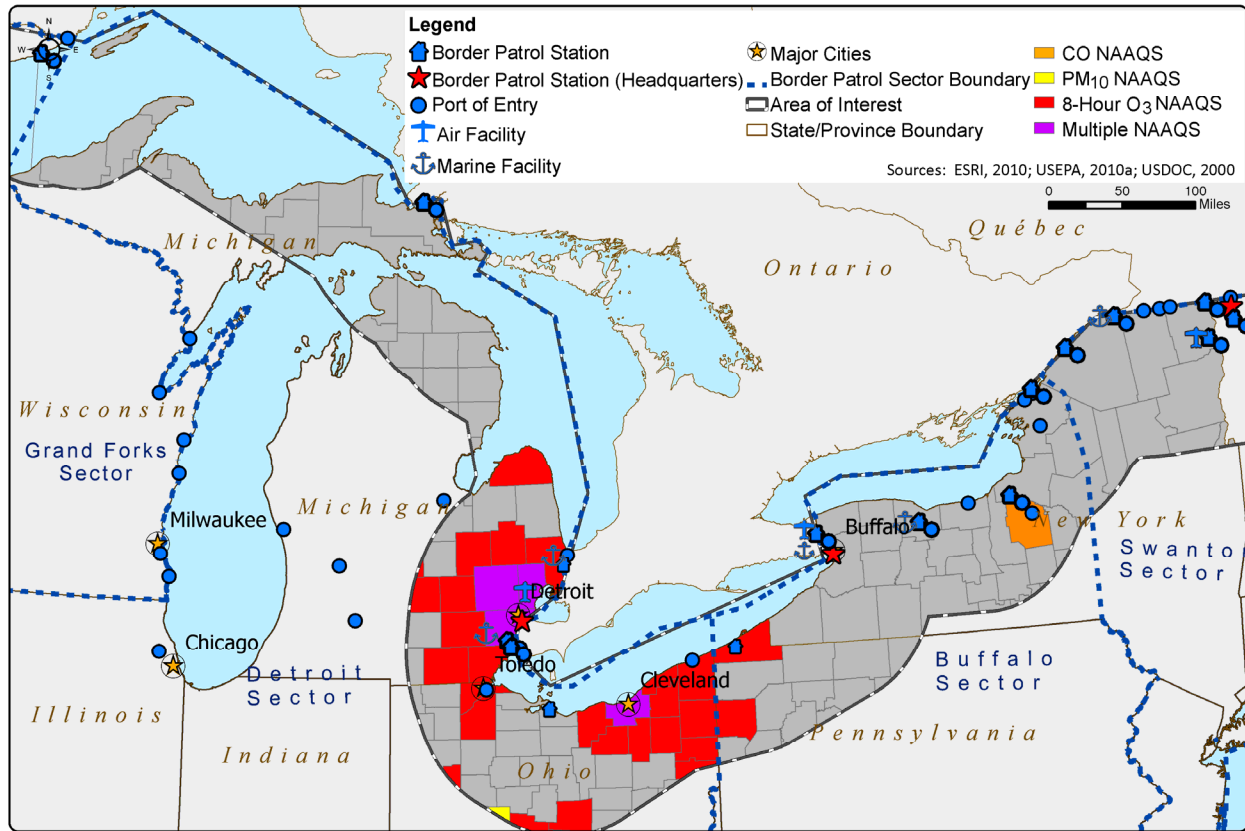 N
W
E
S
Legend
Border Patrol Station
Border Patrol Station (Headquarters)
Port of Entry
Air Facility
Marine Facility
Major Cities
Border Patrol Sector Boundary
Area of Interest
State/Province Boundary
CO NAAQS
PM10 NAAQS
8-Hour O3 NAAQS
Multiple NAAQS
Sources: ESRI, 2010; USEPA, 2010a; USDOC, 2000
0 50 100
Miles
Michigan
Québec
Ontario
Wisconsin
Grand Forks
Sector
Michigan
Milwaukee
Buffalo
New York
Swanto
Sector
Detroit
Chicago
Toledo
Detroit
Sector
Cleveland
Buffalo
Sector
Illinois
Indiana
Ohio
Pennsylvania